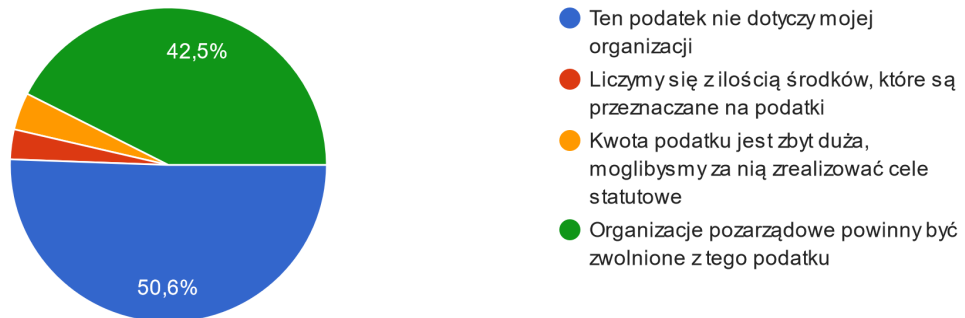 42,5%
50,6%
Ten podatek nie dotyczy mojej
organizacji
Liczymy się z ilością środków, które są
przeznaczane na podatki
Kwota podatku jest zbyt duża,
moglibysmy za nią zrealizować cele
statutowe
Organizacje pozarządowe powinny być
zwolnione z tego podatku